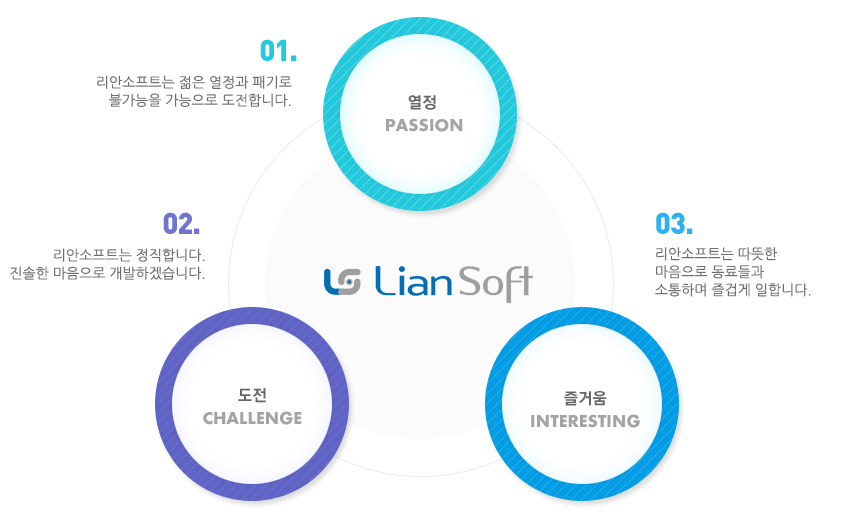 01.
리안소프트는 젊은 열정과 패기로
불가능을 가능으로 도전합니다.
열정
PASSION
02.
리안소프트는 정직합니다.
진솔한 마음으로 개발하겠습니다.
03.
리안소프트는 따뜻한
마음으로 동료들과
소통하며 즐겁게 일합니다.
Lian Soft
도전
CHALLENGE
즐거움
INTERESTING